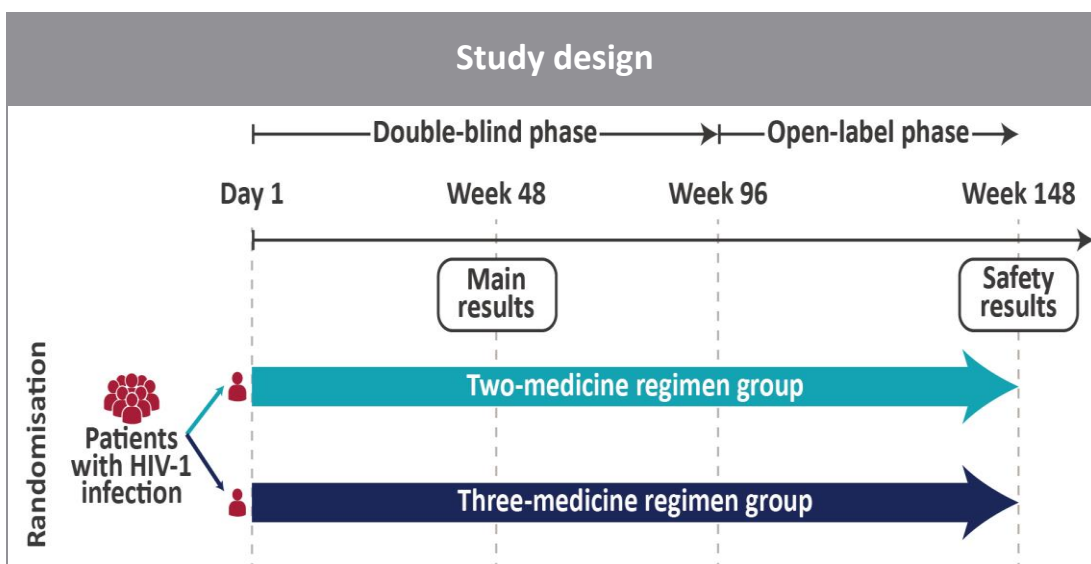 Study design
Double-blind phase
Open-label phase
Day 1
Week 48
Week 96
Week 148
Main
results
Safety
results
Randomisation
Patients
with HIV-1
infection
Two-medicine regimen group
Three-medicine regimen group